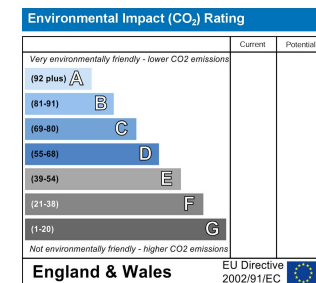 Environmental Impact (CO₂) Rating
Current Potential
Very environmentally friendly - lower CO2 emissions
(92 plus) A
(81-91) B
(69-80) C
(55-68) D
(39-54) E
(21-38) F
(1-20) G
Not environmentally friendly - higher CO2 emissions
England & Wales
EU Directive
2002/91/EC